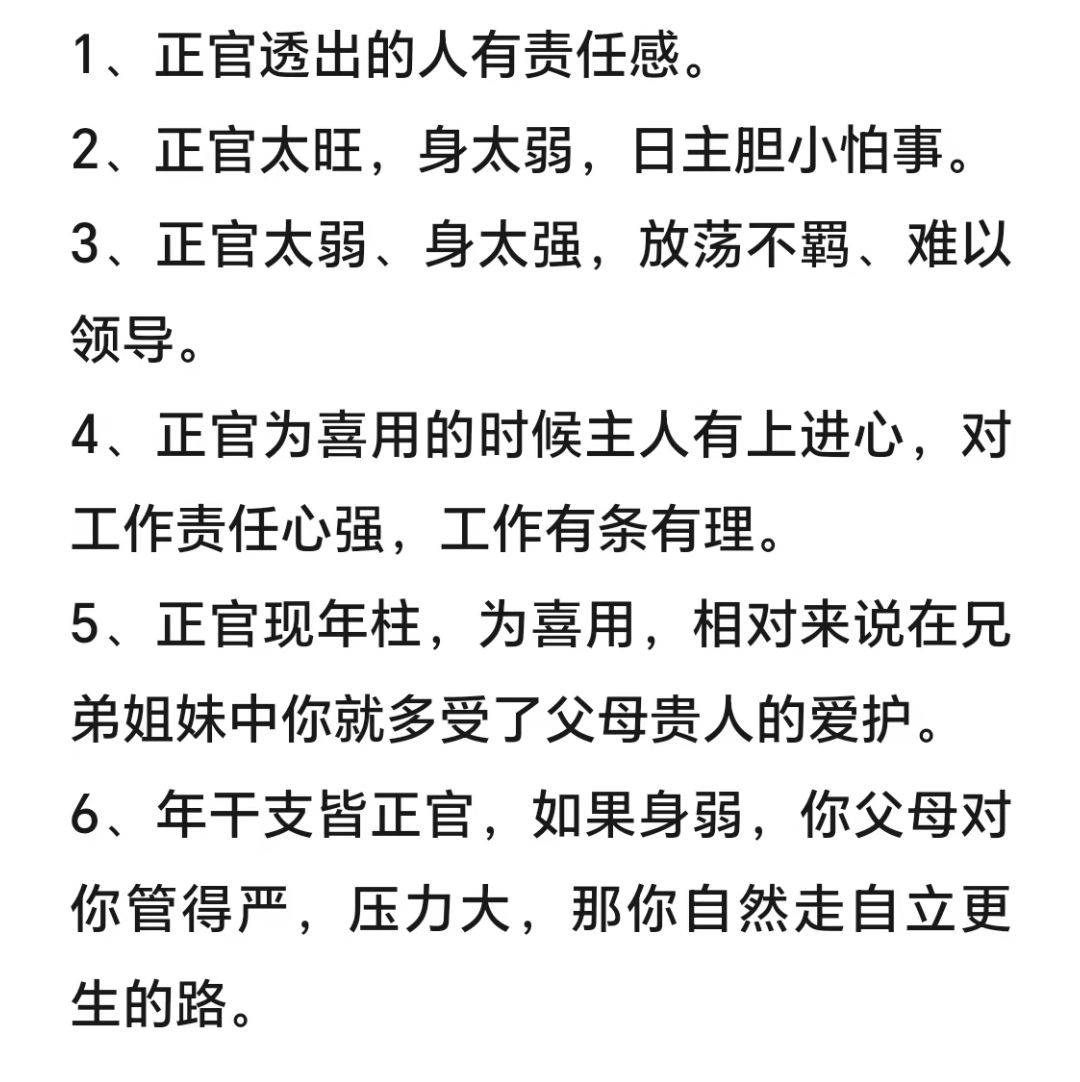 1、正官透出的人有责任感。
2、正官太旺，身太弱，日主胆小怕事。
3、正官太弱、身太强，放荡不羁、难以
领导。
4、正官为喜用的时候主人有上进心，对
工作责任心强，工作有条有理。
5、正官现年柱，为喜用，相对来说在兄
弟姐妹中你就多受了父母贵人的爱护。
6、年干支皆正官，如果身弱，你父母对
你管得严，压力大，那你自然走自立更
生的路。